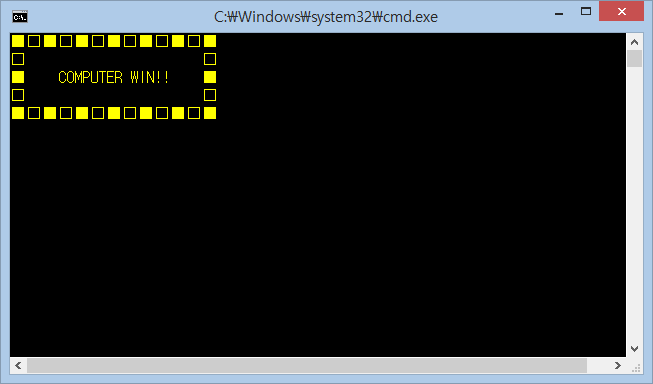 C:₩Windows₩system32₩cmd.exe
■□■□■□■□■□■□■
□ □
■ COMPUTER WIN!! ■
□ □
■□■□■□■□■□■□■